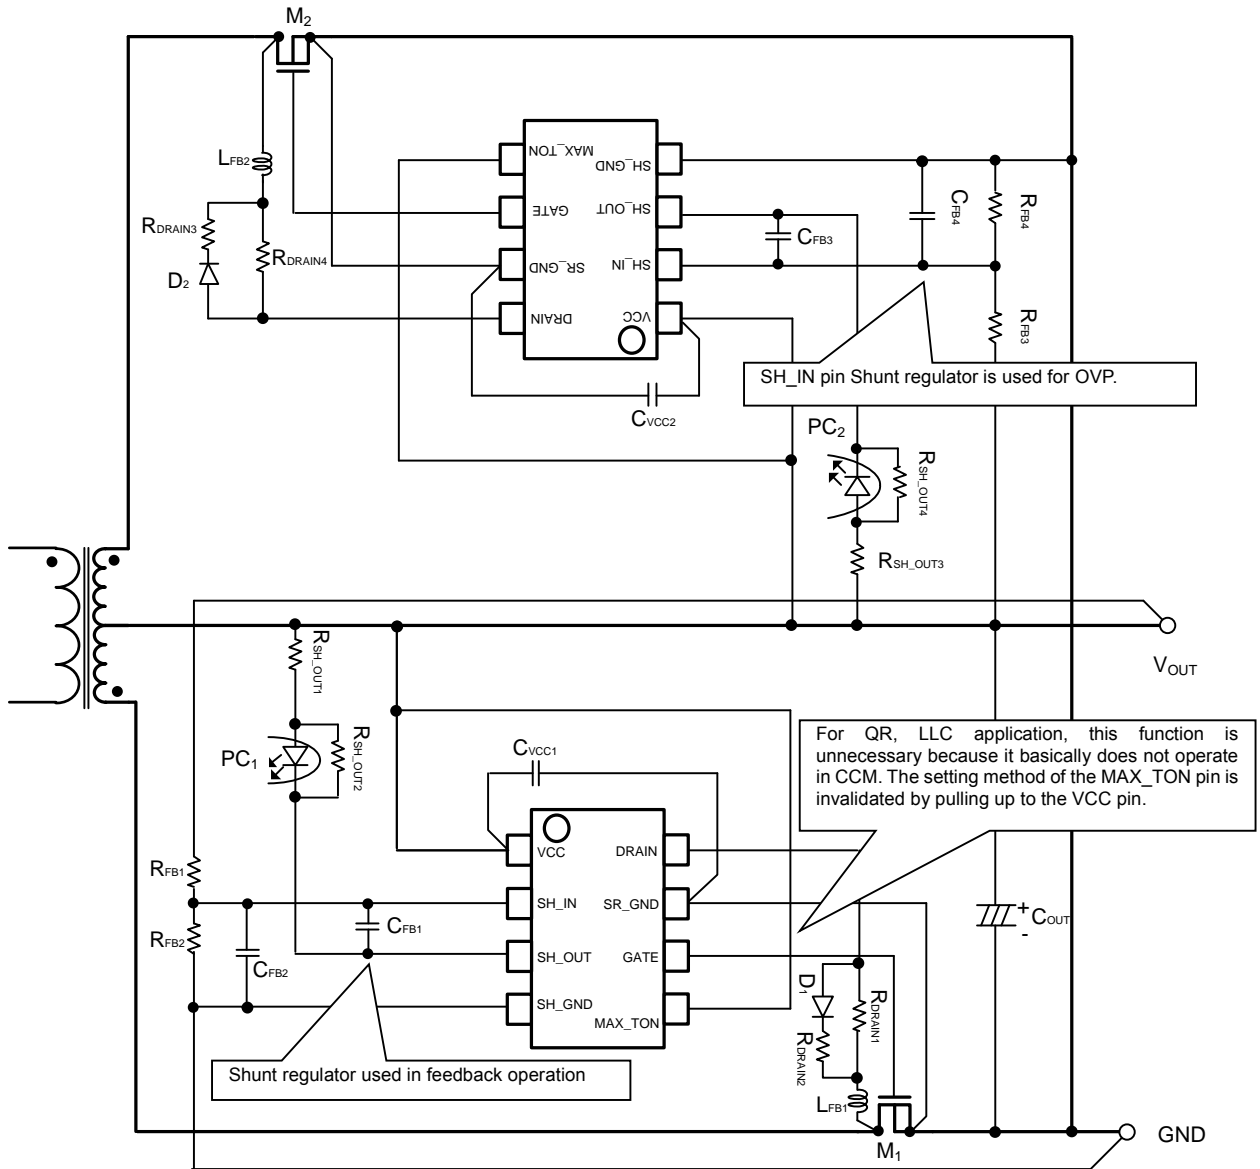 M2
MAX_TON
SH_GND
LFB2
GATE
SH_OUT
CFB4
RFB4
RDRAIN3
CFB3
RDRAIN4
SR_GND
SH_IN
D2
DRAIN
VCC
RFB3
SH_IN pin Shunt regulator is used for OVP.
CVCC2
PC2
RSH_OUT4
RSH_OUT3
RSH_OUT1
VOUT
For QR, LLC application, this function is
unnecessary because it basically does not operate
in CCM. The setting method of the MAX_TON pin is
invalidated by pulling up to the VCC pin.
PC1
RSH_OUT2
CVCC1
RFB1
VCC
DRAIN
SH_IN
SR_GND
CFB1
+
COUT
-
RFB2
CFB2
SH_OUT
GATE
D1
RDRAIN1
SH_GND
MAX_TON
RDRAIN2
Shunt regulator used in feedback operation
LFB1
M1
GND